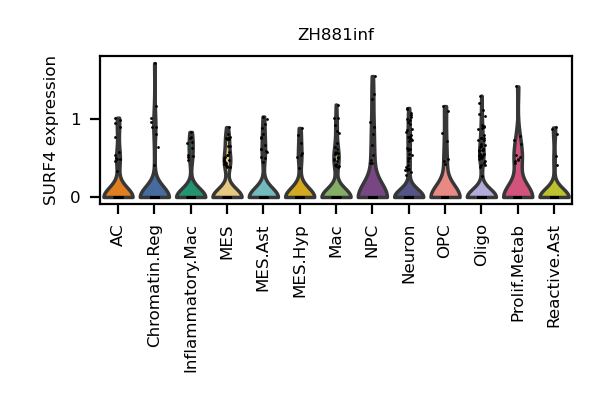 ZH881inf
SURF4 expression
1
0
AC
Chromatin.Reg
Inflammatory.Mac
MES
MES.Ast
MES.Hyp
Mac
NPC
Neuron
OPC
Oligo
Prolif.Metab
Reactive.Ast